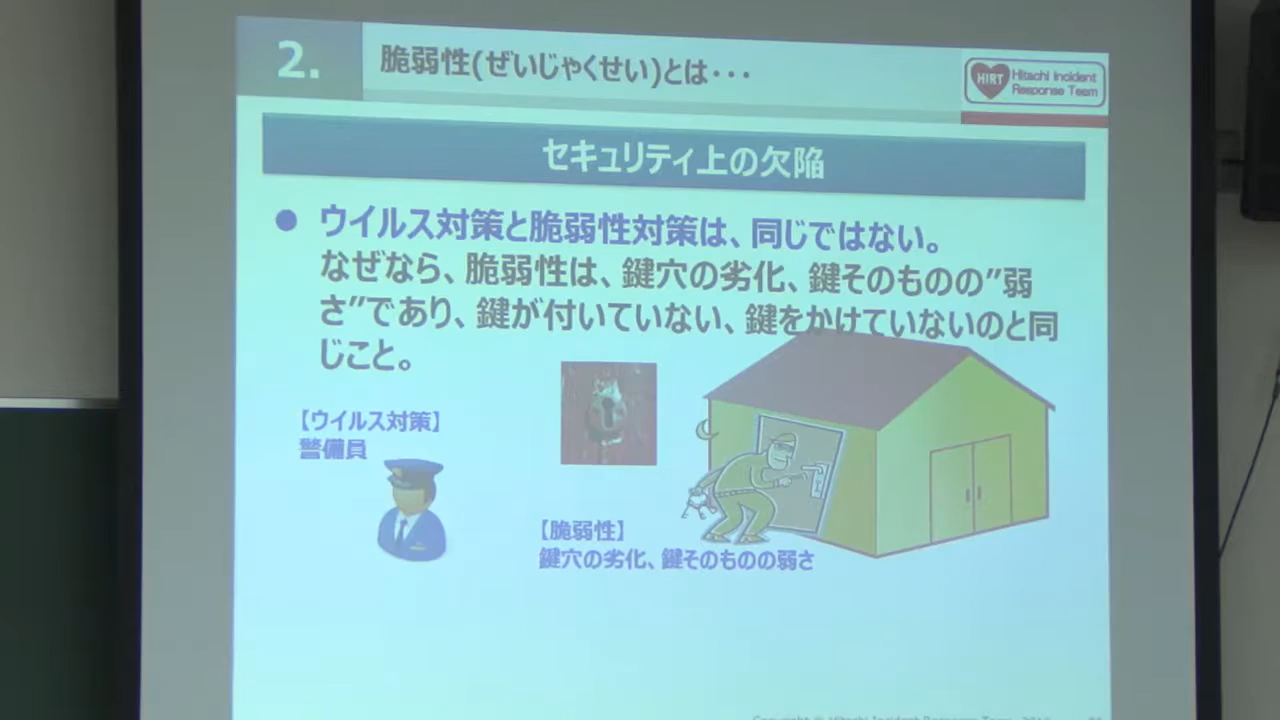 2.
脆弱性(ぜいじゃくせい)とは・・・
HIRT
Hitachi Incident
Response Team
セキュリティ上の欠陥
● ウイルス対策と脆弱性対策は、同じではない。
なぜなら、脆弱性は、鍵穴の劣化、鍵そのものの”弱
さ”であり、鍵が付いていない、鍵をかけていないのと同
じこと。
【ウイルス対策】
警備員
【脆弱性】
鍵穴の劣化、鍵そのものの弱さ
Copyright © Hitachi Incident Response Team